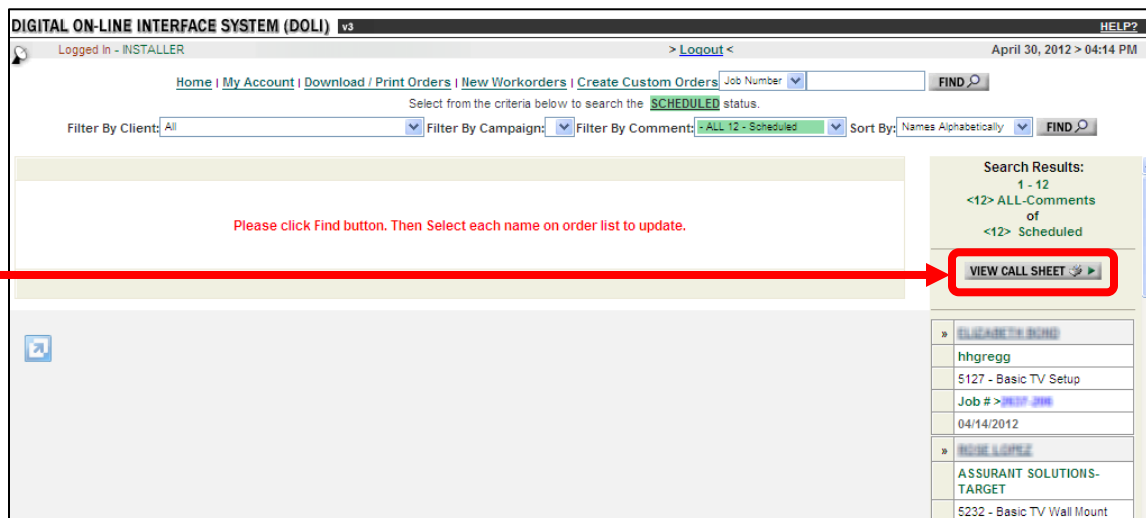 DIGITAL ON-LINE INTERFACE SYSTEM (DOLI) v3 HELP?
Logged In - INSTALLER > Logout < April 30, 2012 > 04:14 PM
Home | My Account | Download / Print Orders | New Workorders | Create Custom Orders Job Number FIND
Select from the criteria below to search the SCHEDULED status.
Filter By Client: All Filter By Campaign: Filter By Comment: - ALL 12 - Scheduled Sort By: Names Alphabetically FIND
Search Results:
1 - 12
<12> ALL-Comments
of
<12> Scheduled
Please click Find button. Then Select each name on order list to update.
VIEW CALL SHEET
»
hhgregg
5127 - Basic TV Setup
Job # >
04/14/2012
»
ASSURANT SOLUTIONS-
TARGET
5232 - Basic TV Wall Mount